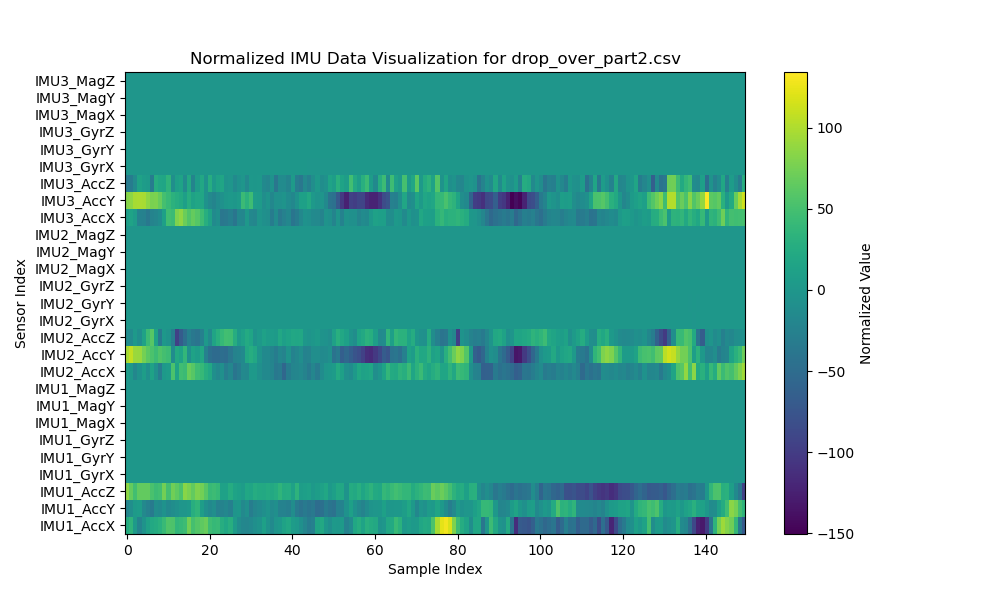 Normalized IMU Data Visualization for drop_over_part2.csv
IMU3_MagZ
IMU3_MagY
IMU3_MagX
IMU3_GyrZ
IMU3_GyrY
IMU3_GyrX
IMU3_AccZ
IMU3_AccY
IMU3_AccX
IMU2_MagZ
IMU2_MagY
IMU2_MagX
IMU2_GyrZ
IMU2_GyrY
IMU2_GyrX
IMU2_AccZ
IMU2_AccY
IMU2_AccX
IMU1_MagZ
IMU1_MagY
IMU1_MagX
IMU1_GyrZ
IMU1_GyrY
IMU1_GyrX
IMU1_AccZ
IMU1_AccY
IMU1_AccX
Sensor Index
0 20 40 60 80 100 120 140
Sample Index
100
50
0
−50
−100
−150
Normalized Value